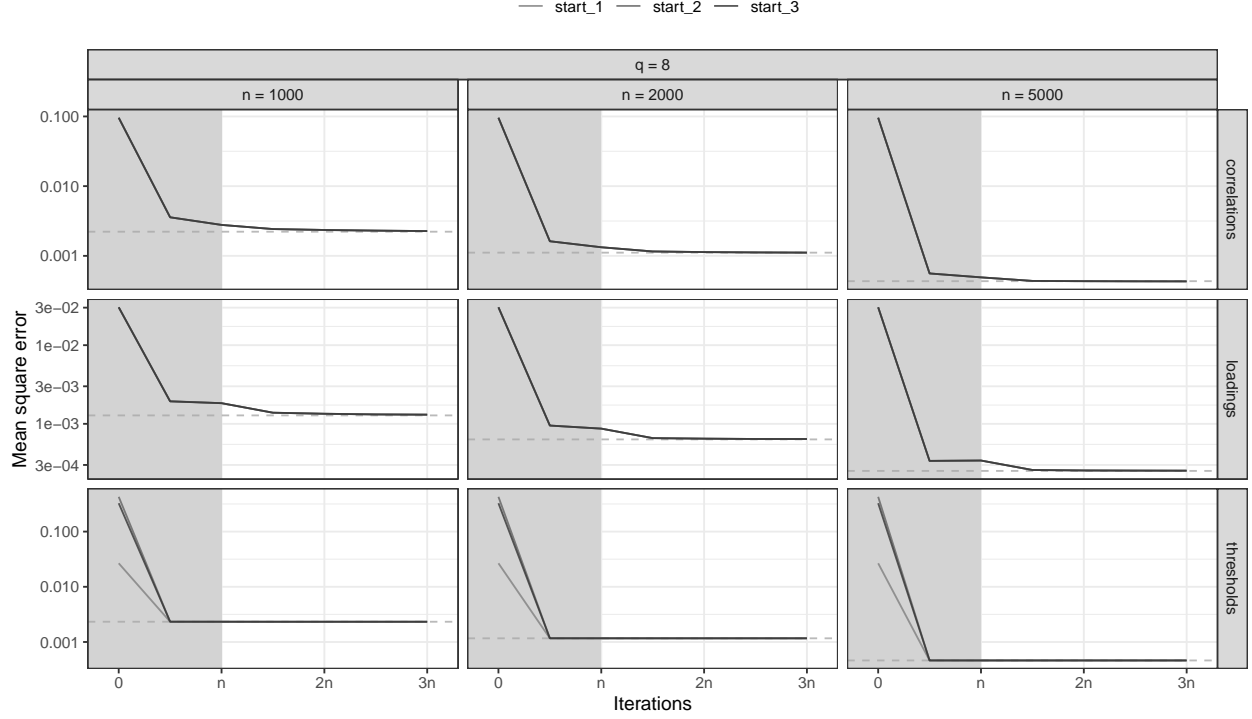 start_1 start_2 start_3
q = 8
n = 1000 n = 2000 n = 5000
0.100
0.010
0.001
correlations
Mean square error
3e−02
1e−02
3e−03
1e−03
3e−04
loadings
0.100
0.010
0.001
thresholds
0 n 2n 3n 0 n 2n 3n 0 n 2n 3n
Iterations